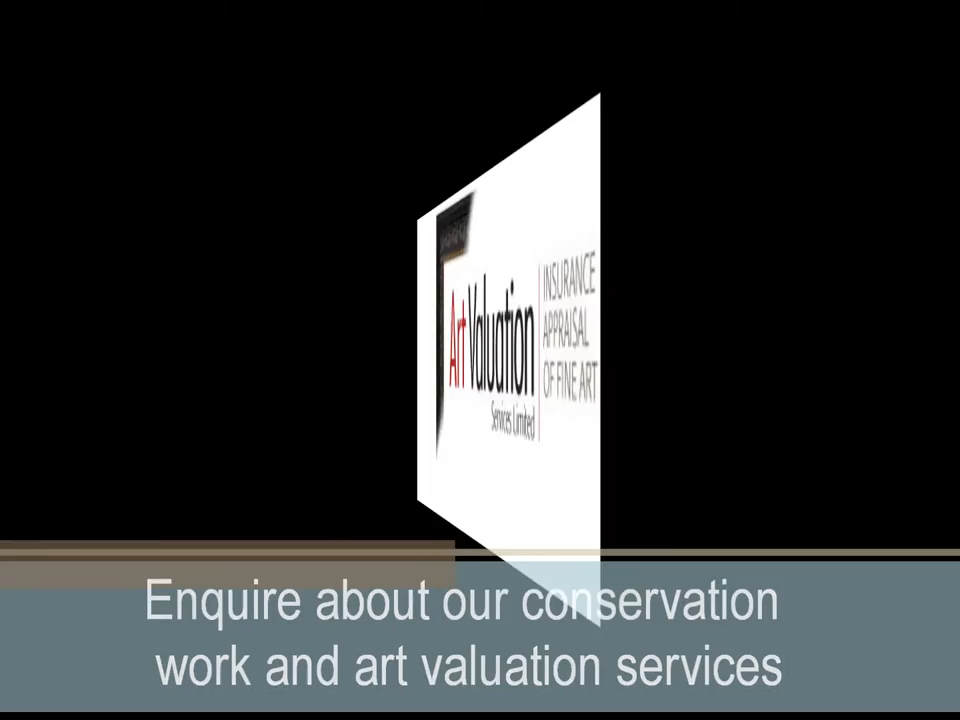 Art Valuation
Services Limited
INSURANCE
APPRAISAL
OF FINE ART
Enquire about our conservation
work and art valuation services